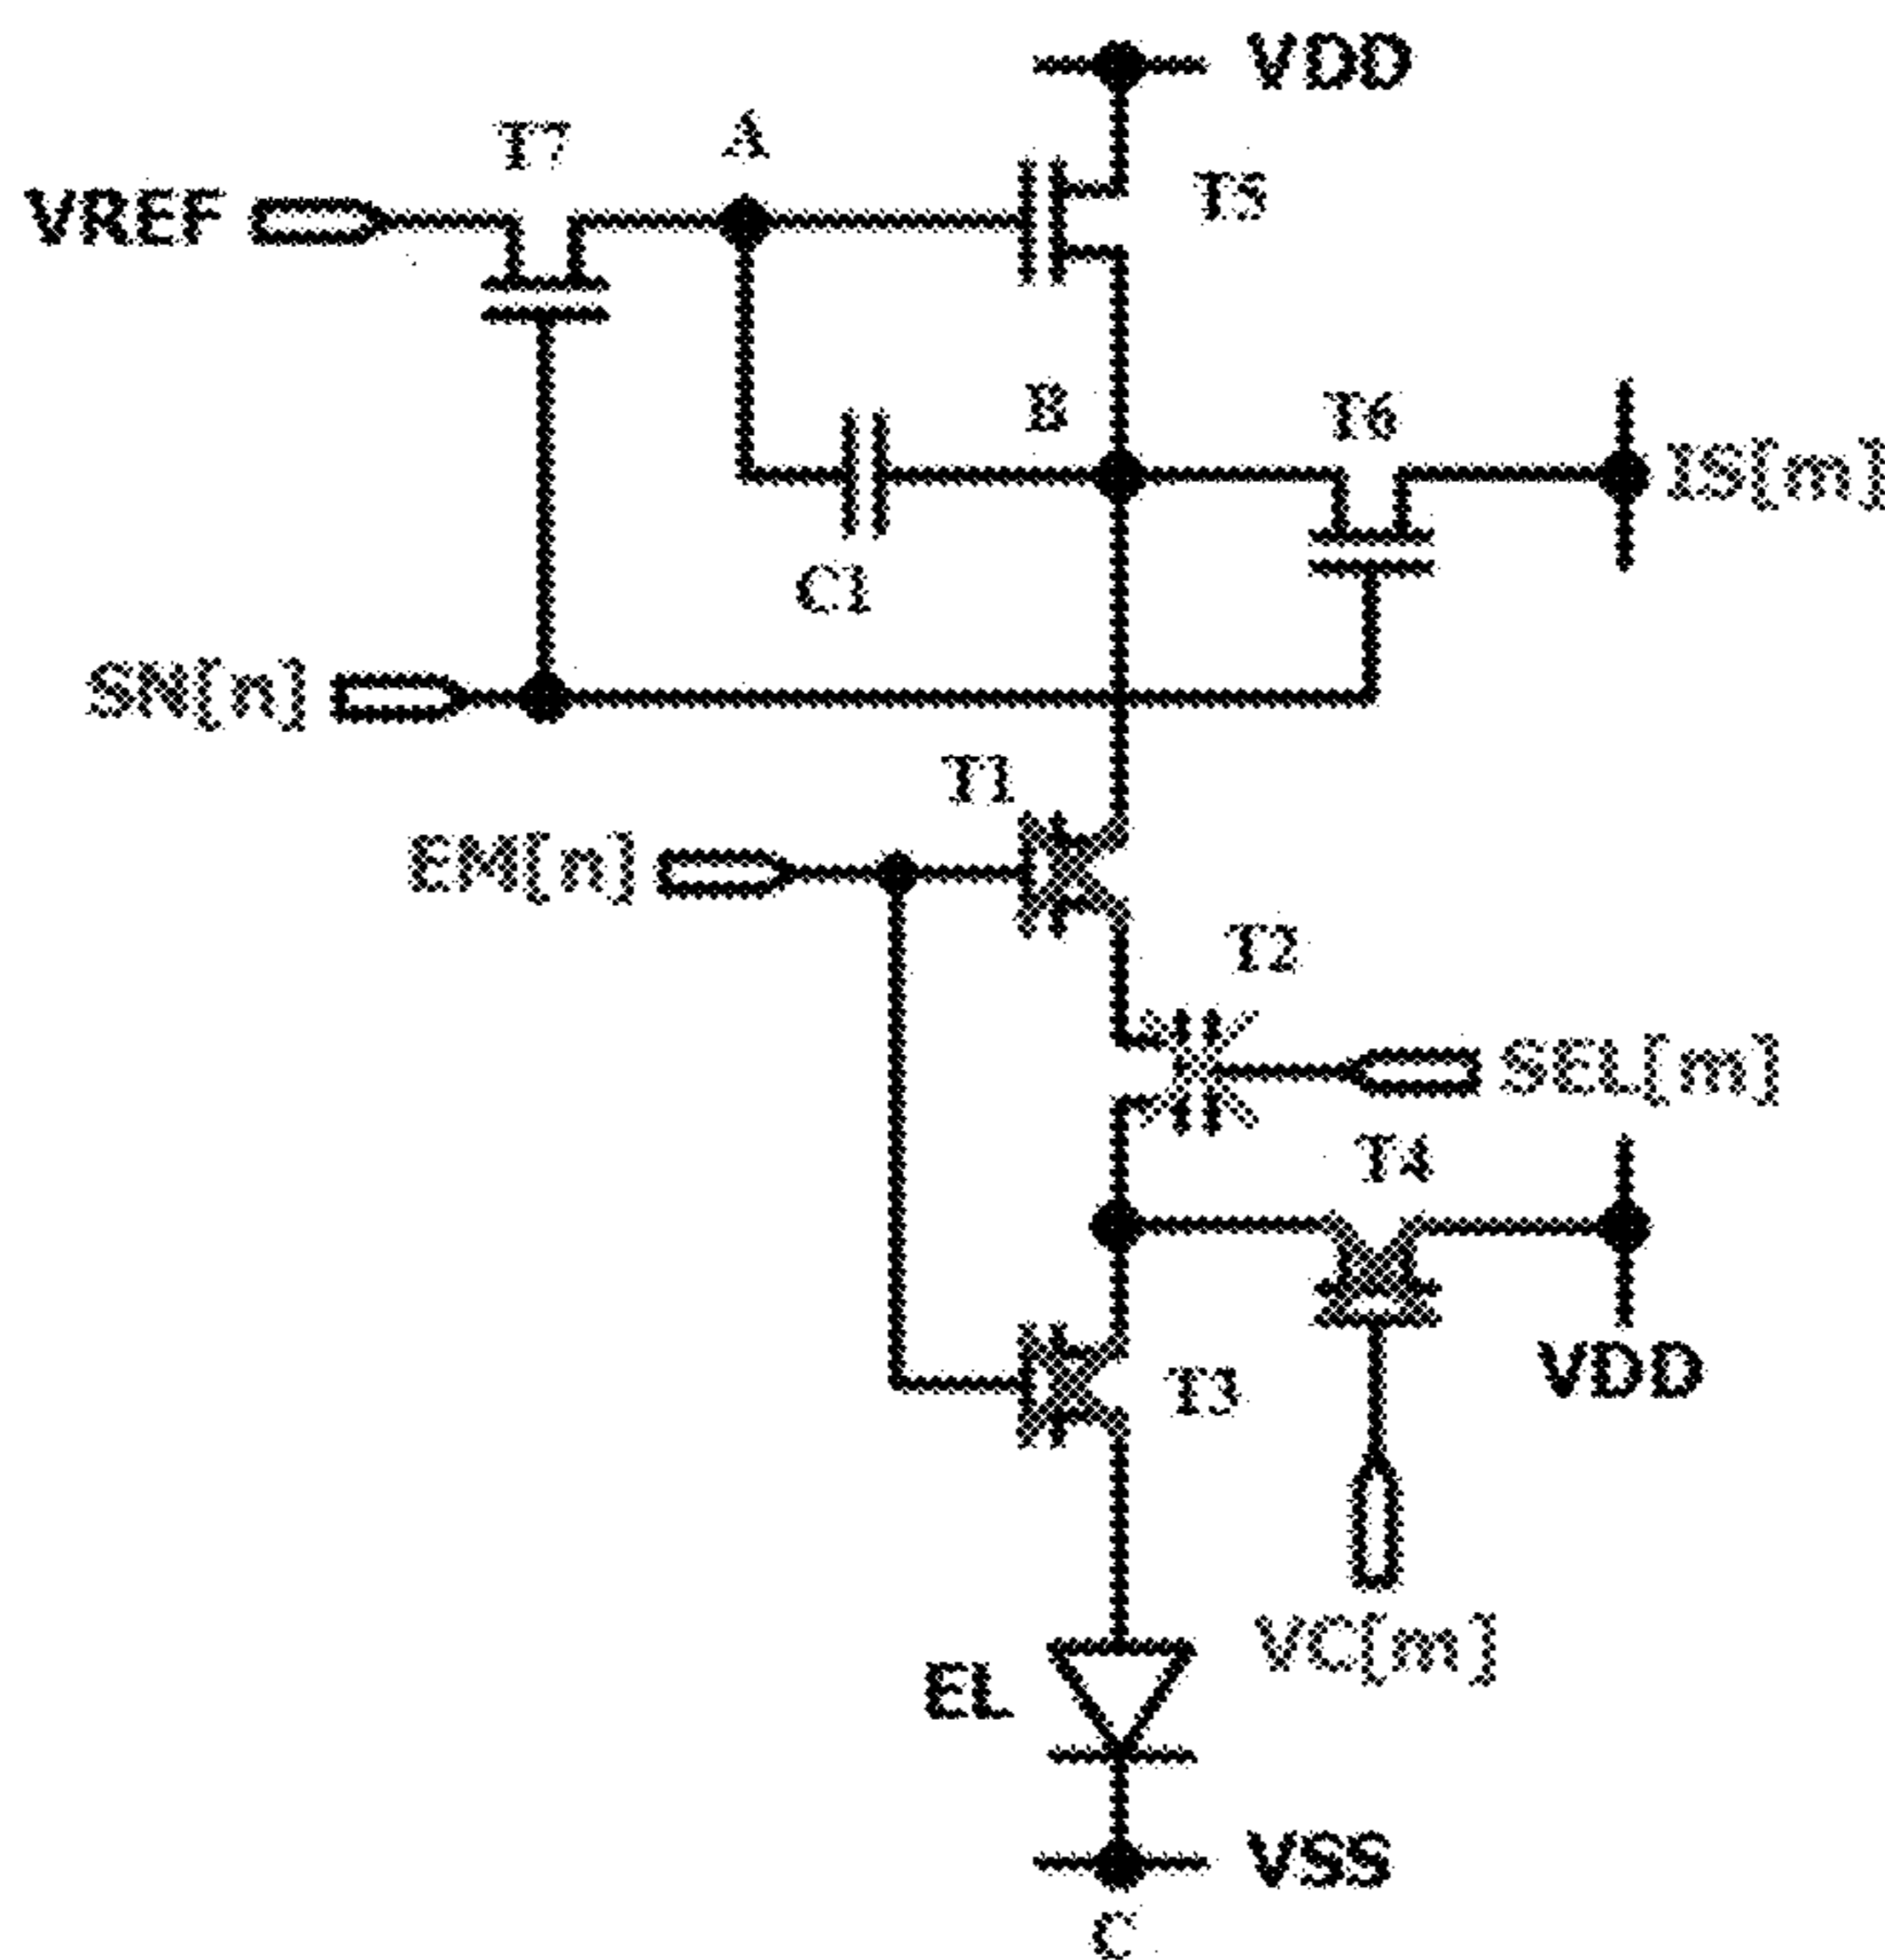 VDD
T7
A
T5
VREF
B
T6
IS[m]
C1
SN[n]
T1
EM[n]
T2
SEL[m]
T4
T3
VDD
VC[m]
EL
VSS
C